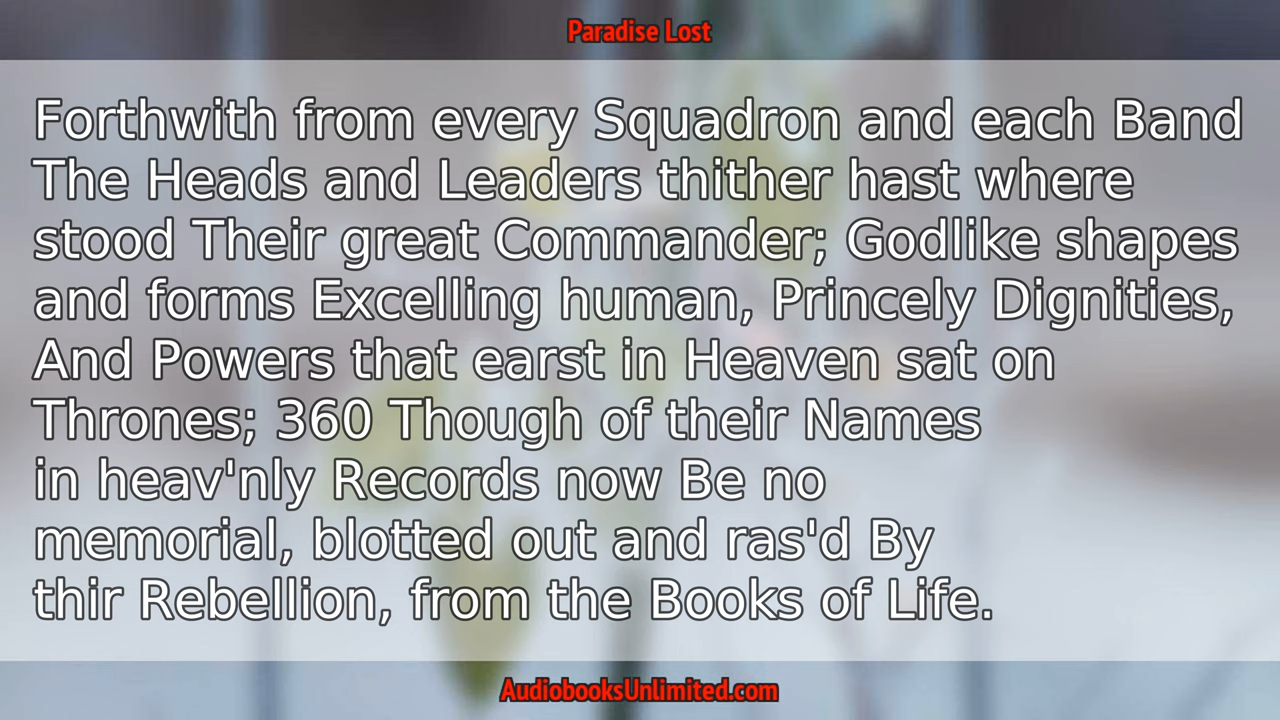 Paradise Lost
Forthwith from every Squadron and each Band
The Heads and Leaders thither hast where
stood Their great Commander; Godlike shapes
and forms Excelling human, Princely Dignities,
And Powers that earst in Heaven sat on
Thrones; 360 Though of their Names
in heav'nly Records now Be no
memorial, blotted out and ras'd By
thir Rebellion, from the Books of Life.
AudiobooksUnlimited.com